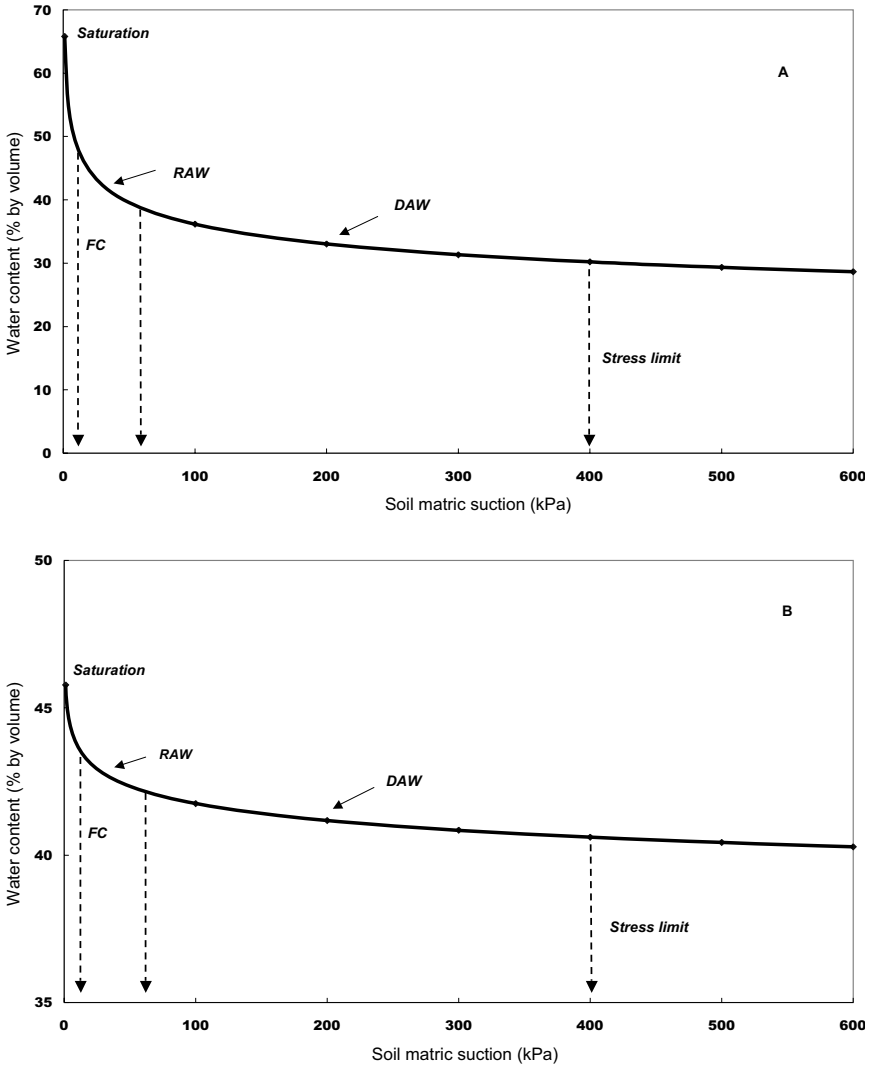 70
Saturation
60
A
50
RAW
40
DAW
FC
30
20
Stress limit
10
0
0 100 200 300 400 500 600
Soil matric suction (kPa)
Water content (% by volume)
50
B
Saturation
45
RAW
DAW
FC
40
Stress limit
35
0 100 200 300 400 500 600
Soil matric suction (kPa)
Water content (% by volume)